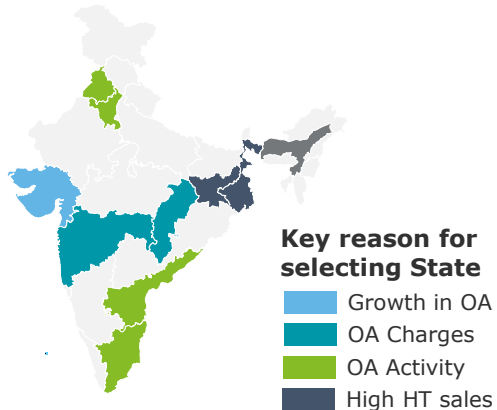 Key reason for
selecting State
Growth in OA
OA Charges
OA Activity
High HT sales